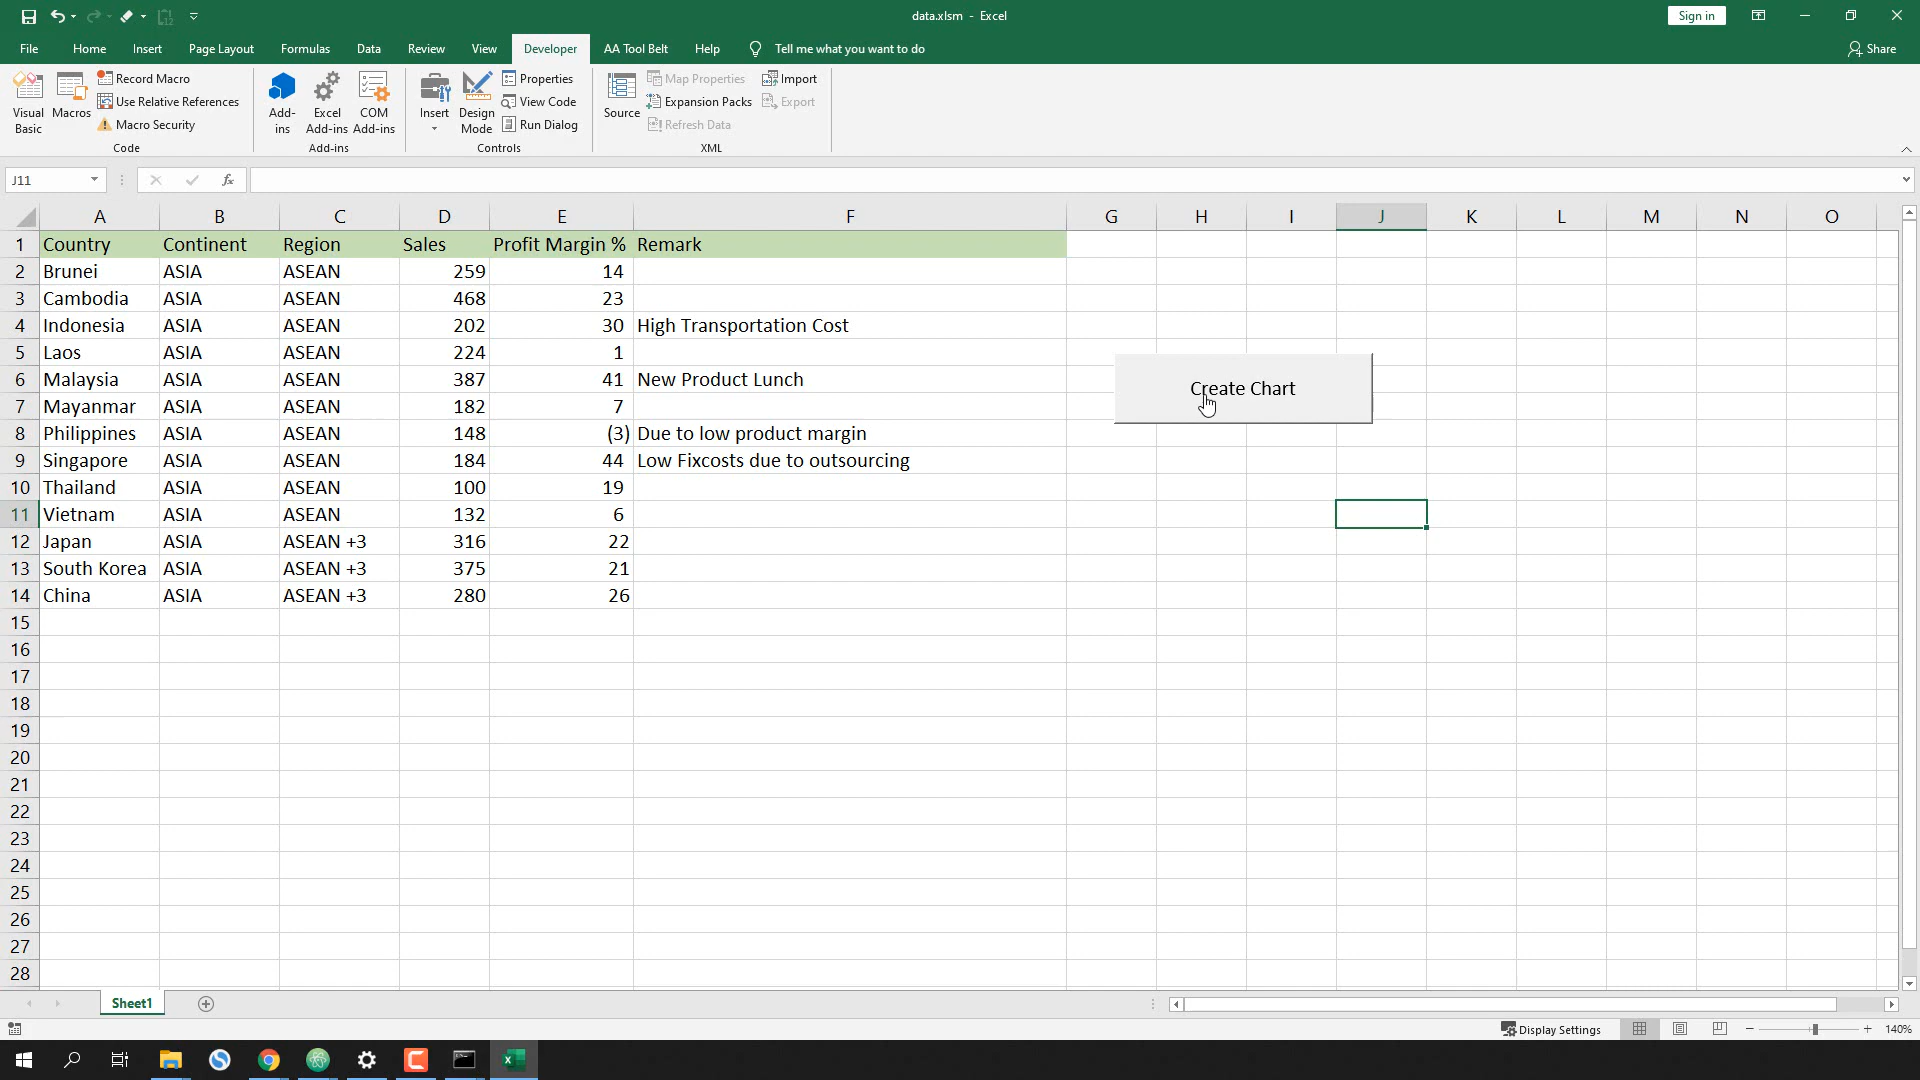 data.xlsm - Excel
Sign in
File Home Insert Page Layout Formulas Data Review View Developer AA Tool Belt Help Tell me what you want to do Share
Visual Basic
Macros
Record Macro
Use Relative References
Macro Security
Code
Add-ins
Excel Add-ins
COM Add-ins
Add-ins
Insert
Design Mode
Properties
View Code
Run Dialog
Controls
Source
Map Properties
Expansion Packs
Refresh Data
Import
Export
XML
J11
fx
A B C D E F G H I J K L M N O
1 Country Continent Region Sales Profit Margin % Remark
2 Brunei ASIA ASEAN 259 14
3 Cambodia ASIA ASEAN 468 23
4 Indonesia ASIA ASEAN 202 30 High Transportation Cost
5 Laos ASIA ASEAN 224 1
6 Malaysia ASIA ASEAN 387 41 New Product Lunch
7 Mayanmar ASIA ASEAN 182 7
8 Philippines ASIA ASEAN 148 (3) Due to low product margin
9 Singapore ASIA ASEAN 184 44 Low Fixcosts due to outsourcing
10 Thailand ASIA ASEAN 100 19
11 Vietnam ASIA ASEAN 132 6
12 Japan ASIA ASEAN +3 316 22
13 South Korea ASIA ASEAN +3 375 21
14 China ASIA ASEAN +3 280 26
Create Chart
15
16
17
18
19
20
21
22
23
24
25
26
27
28
Sheet1
Display Settings
140%